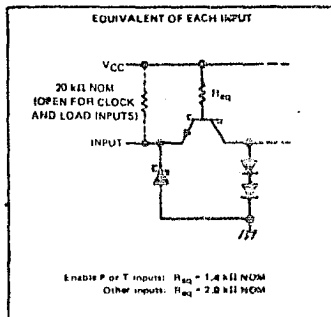 EQUIVALENT OF EACH INPUT
VCC
20 kΩ NOM
(OPEN FOR CLOCK
AND LOAD INPUTS)
Req
INPUT
Enable P or T inputs: Req = 1.4 kΩ NOM
Other inputs: Req = 2.8 kΩ NOM